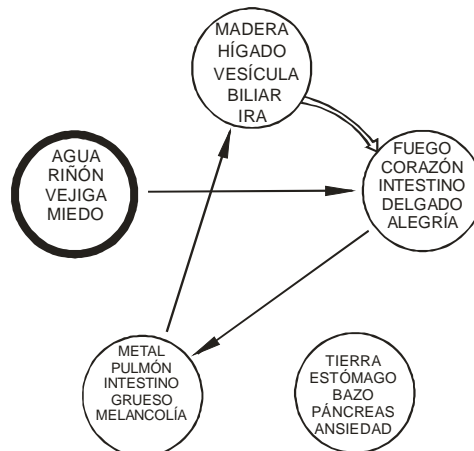 MADERA
HÍGADO
VESÍCULA
BILIAR
IRA
AGUA
RIÑÓN
VEJIGA
MIEDO
FUEGO
CORAZÓN
INTESTINO
DELGADO
ALEGRÍA
METAL
PULMÓN
INTESTINO
GRUESO
MELANCOLÍA
TIERRA
ESTÓMAGO
BAZO
PÁNCREAS
ANSIEDAD